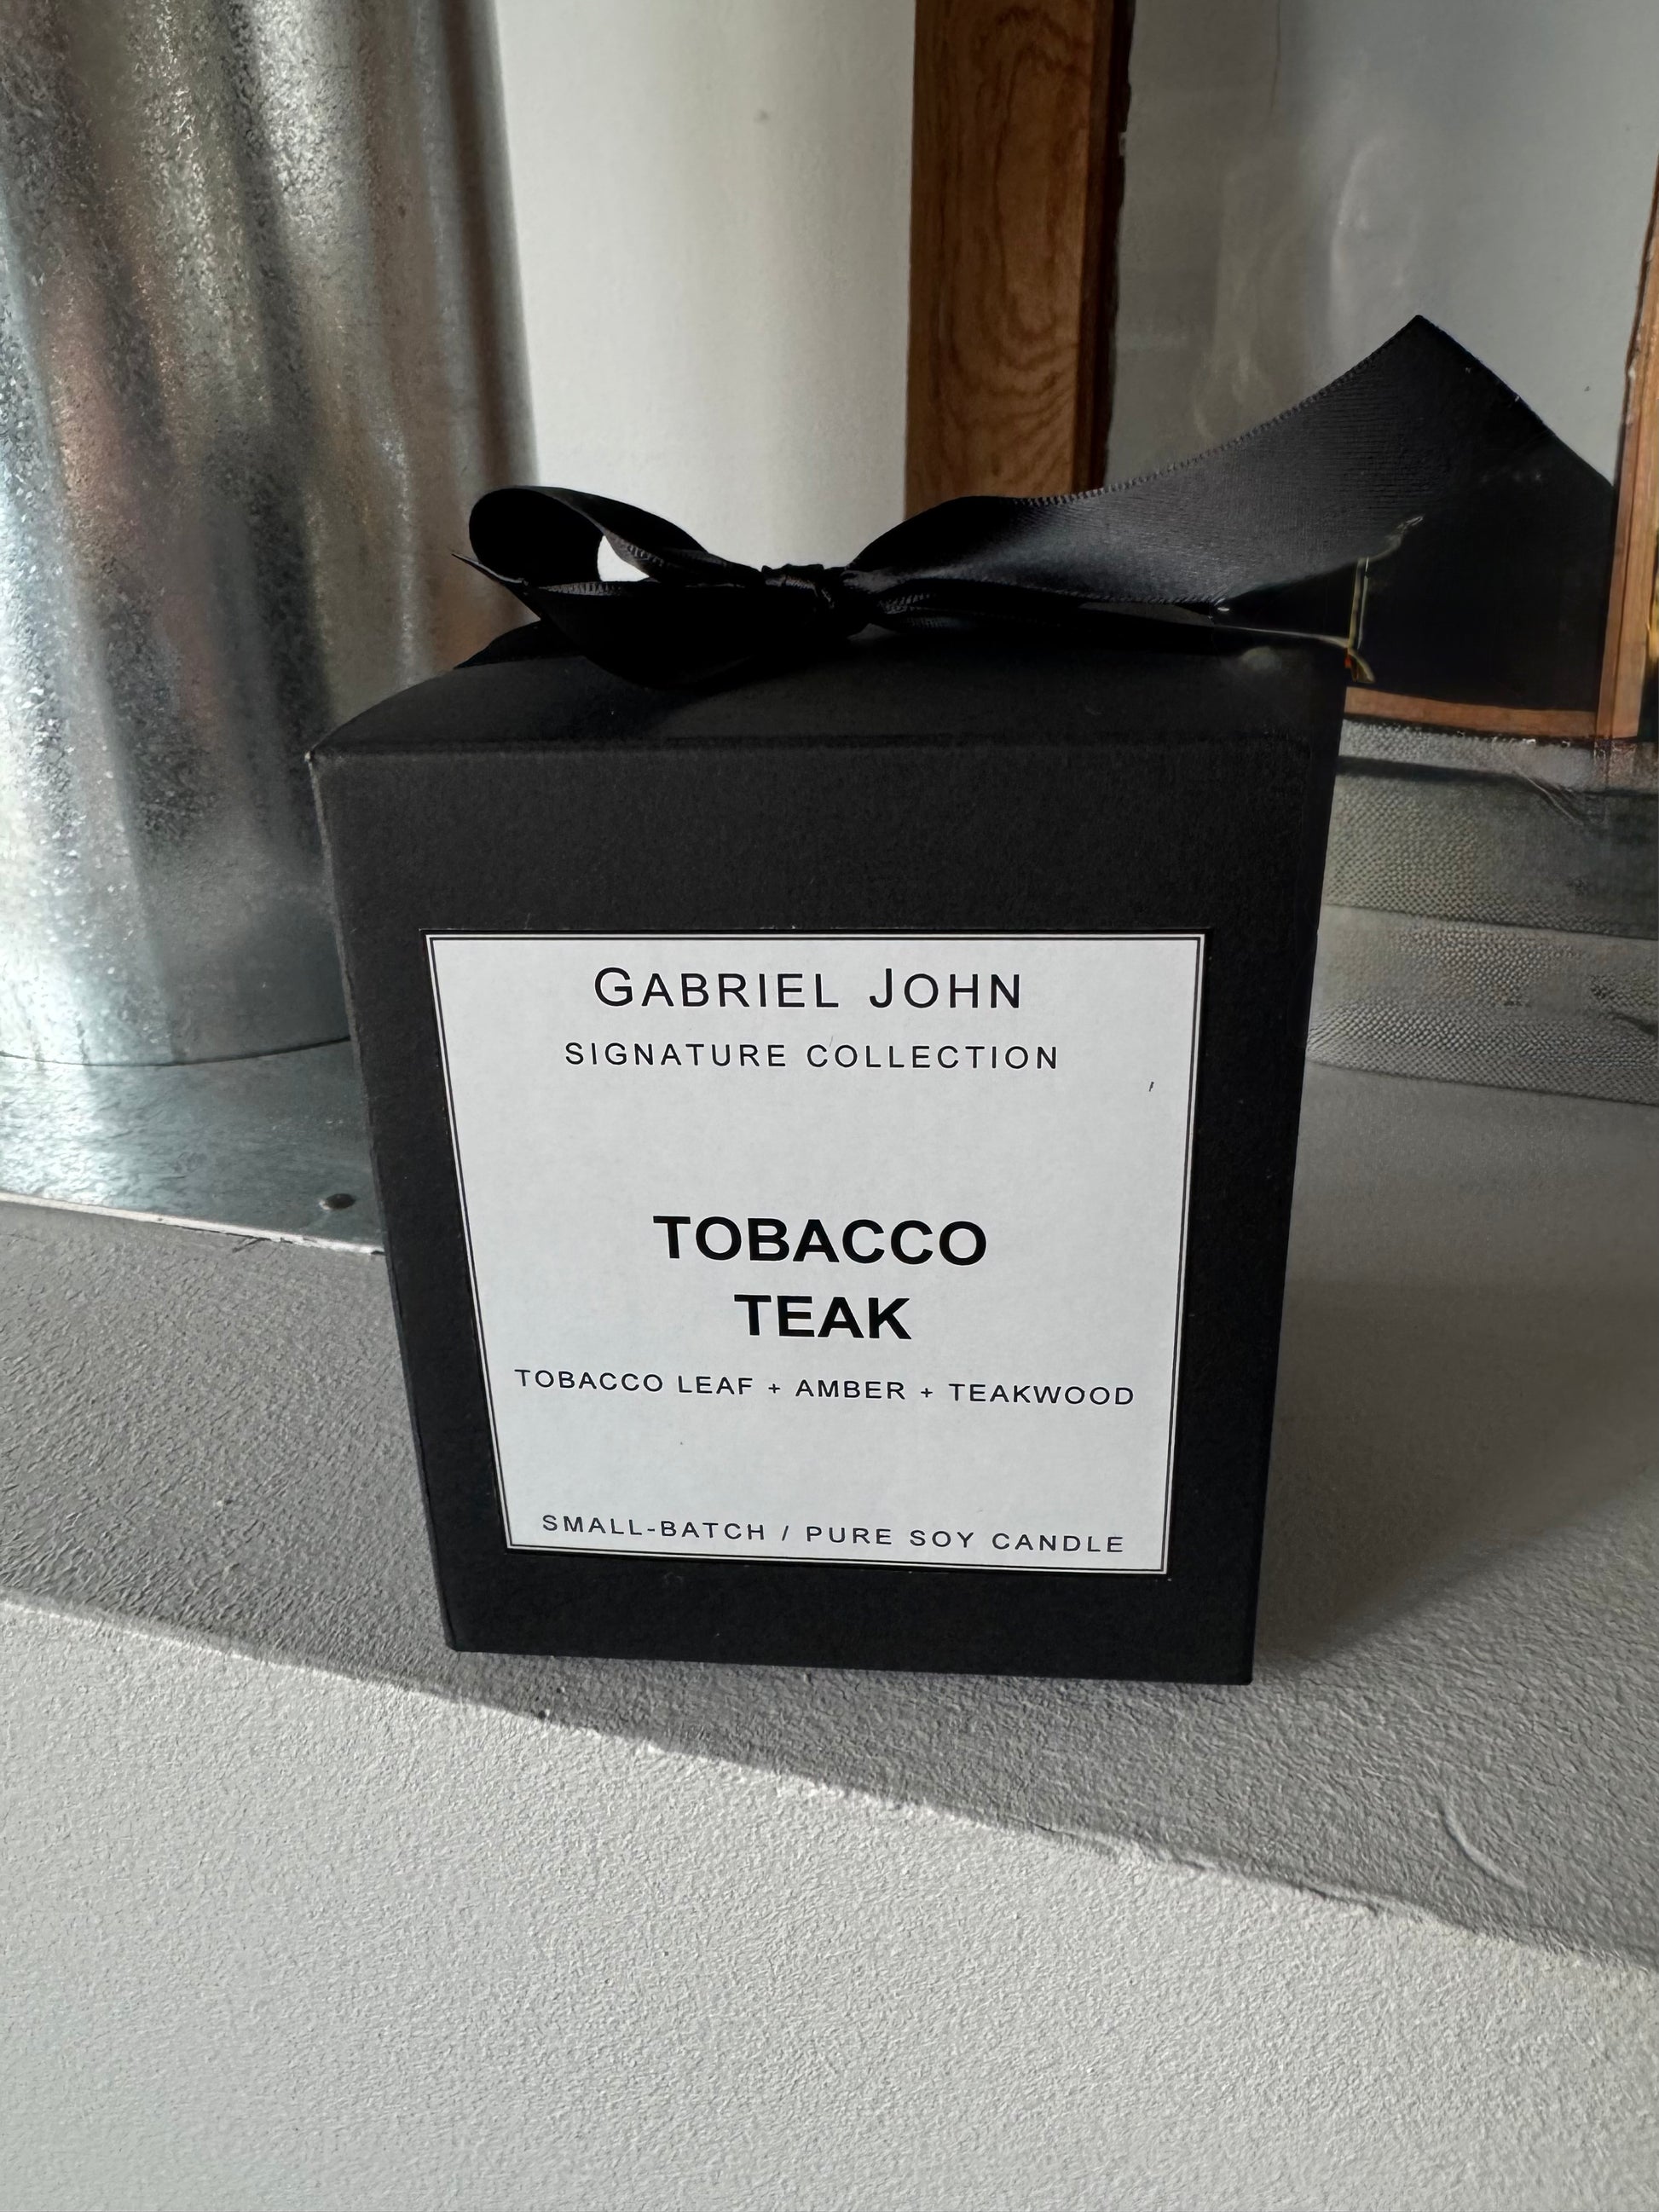 GABRIEL JOHN
SIGNATURE COLLECTION
TOBACCO
TEAK
TOBACCO LEAF + AMBER + TEAKWOOD
SMALL-BATCH / PURE SOY CANDLE